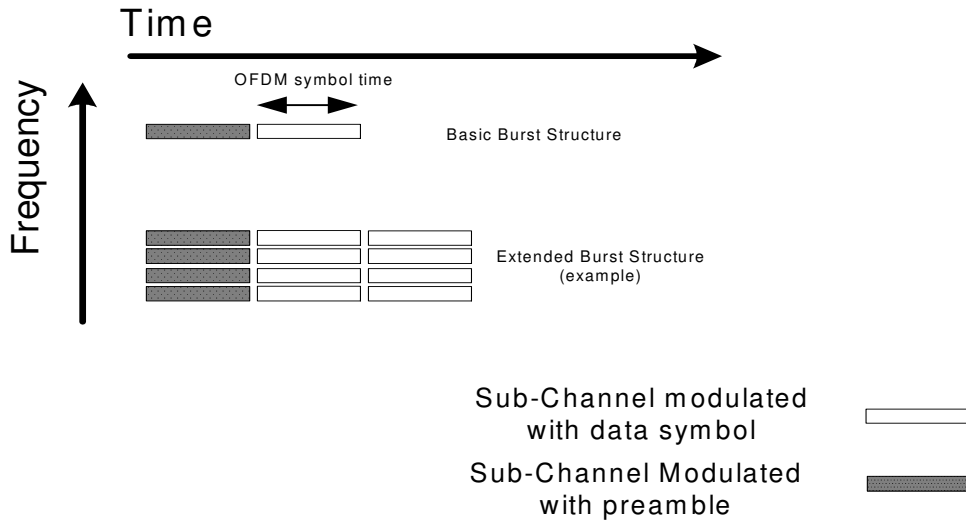 Time
OFDM symbol time
Frequency
Basic Burst Structure
Extended Burst Structure
(example)
Sub-Channel modulated
with data symbol
Sub-Channel Modulated
with preamble